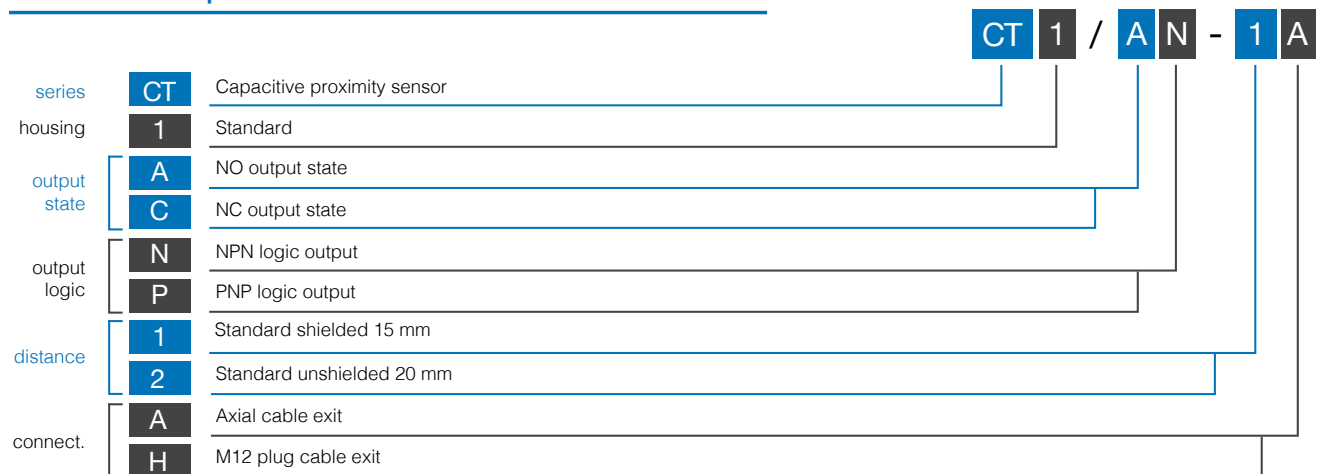 CT 1 / A N - 1 A
series CT Capacitive proximity sensor
housing 1 Standard
output state
A NO output state
C NC output state
output logic
N NPN logic output
P PNP logic output
distance
1 Standard shielded 15 mm
2 Standard unshielded 20 mm
connect.
A Axial cable exit
H M12 plug cable exit